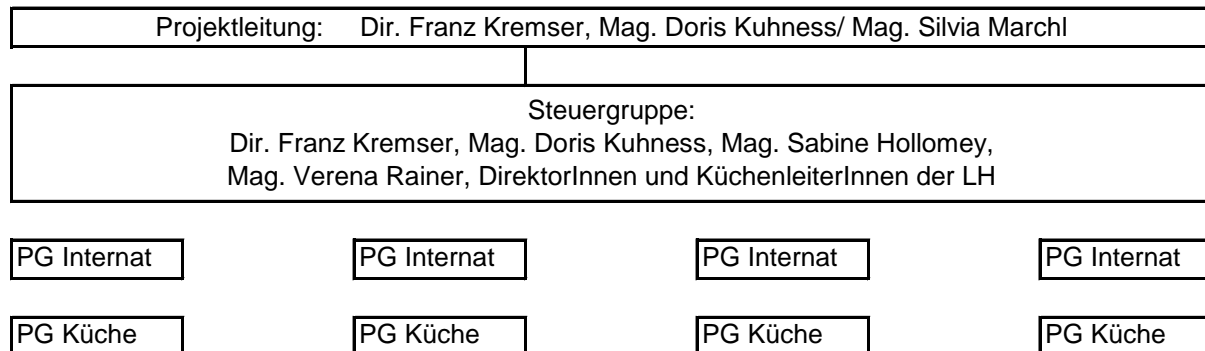 Projektleitung: Dir. Franz Kremser, Mag. Doris Kuhness/ Mag. Silvia Marchl
Steuergruppe:
Dir. Franz Kremser, Mag. Doris Kuhness, Mag. Sabine Hollomey,
Mag. Verena Rainer, DirektorInnen und KüchenleiterInnen der LH
PG Internat PG Internat PG Internat PG Internat
PG Küche PG Küche PG Küche PG Küche